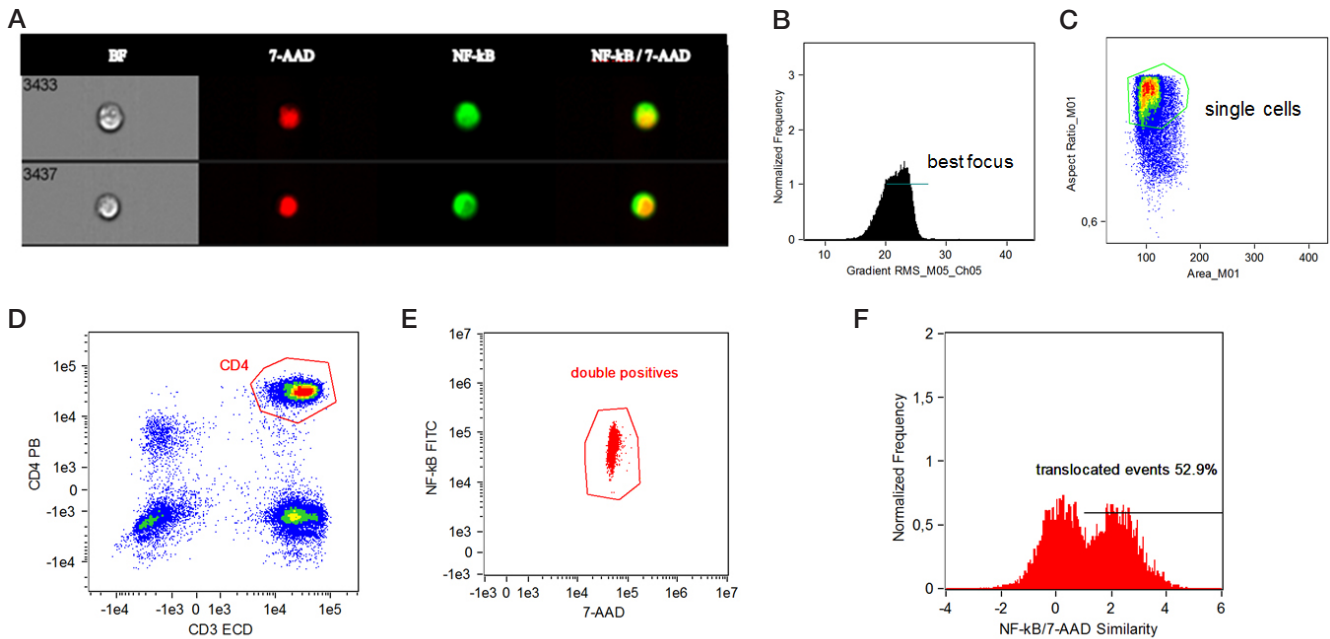 A
BF
7-AAD
NF-kB
NF-kB / 7-AAD
3433
3437
B
3
2
1
0
Normalized Frequency
best focus
10
20
30
40
Gradient RMS_M05_Ch05
C
Aspect Ratio_M01
0,6
single cells
100
200
300
400
Area_M01
D
CD4 PB
1e5
1e4
1e3
0
-1e3
-1e4
CD4
-1e4
-1e3
0
1e3
1e4
1e5
CD3 ECD
E
NF-kB FITC
1e7
1e6
1e5
1e4
1e3
0
-1e3
double positives
-1e3
0
1e3
1e4
1e5
1e6
1e7
7-AAD
F
Normalized Frequency
2
1,5
1
0,5
0
translocated events 52.9%
-4
-2
0
2
4
6
NF-kB/7-AAD Similarity